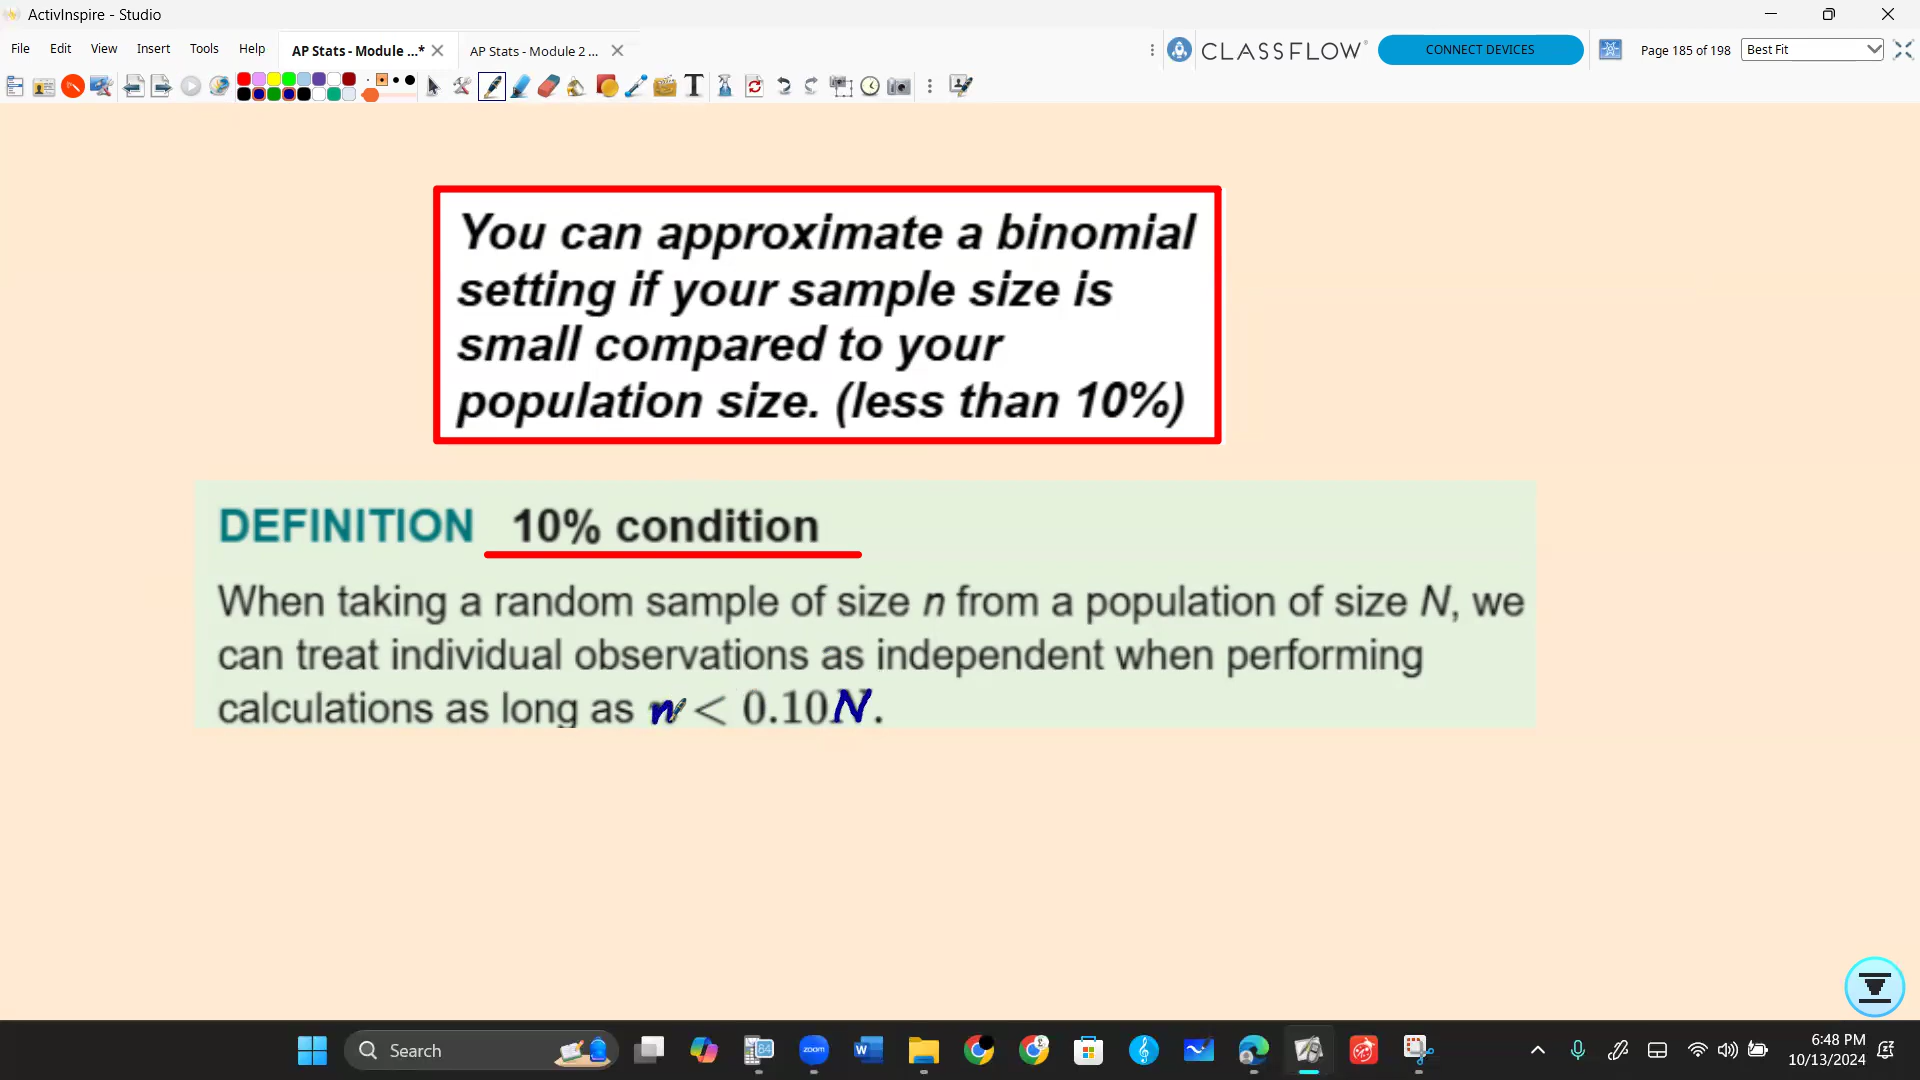 ActivInspire - Studio
File Edit View Insert Tools Help AP Stats - Module ...* AP Stats - Module 2 ... CLASSFLOW CONNECT DEVICES Page 185 of 198 Best Fit
You can approximate a binomial
setting if your sample size is
small compared to your
population size. (less than 10%)
DEFINITION 10% condition
When taking a random sample of size n from a population of size N, we
can treat individual observations as independent when performing
calculations as long as n < 0.10N.
Search 84 zoom 6:48 PM
10/13/2024